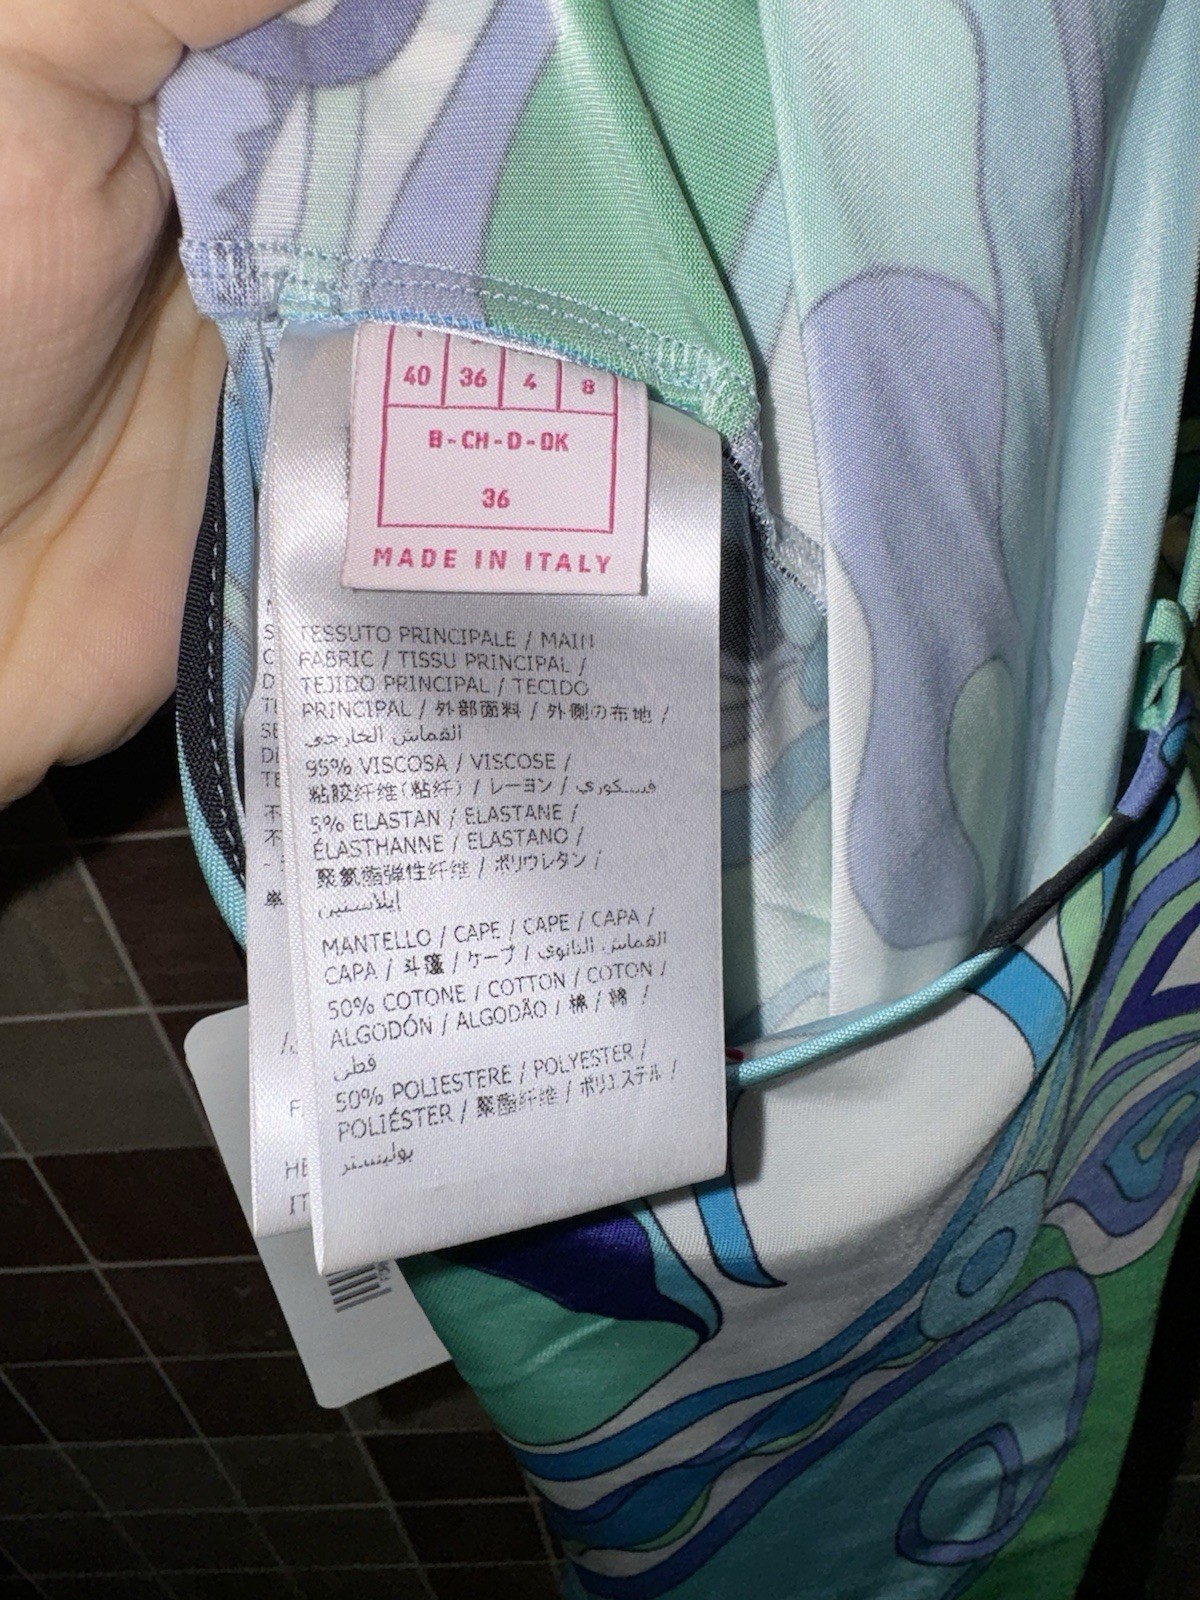 40 36 4 8
B-CH-D-DK
36
MADE IN ITALY
TESSUTO PRINCIPALE / MAIN
FABRIC / TISSU PRINCIPAL /
TEJIDO PRINCIPAL / TECIDO
PRINCIPAL / 外部面料 / 外側の布地 /
القماش الخارجي
95% VISCOSA / VISCOSE /
粘胶纤维(粘纤) / レーヨン / فيسكوري
5% ELASTAN / ELASTANE /
ÉLASTHANNE / ELASTANO /
聚氨酯弹性纤维 / ポリウレタン /
إيلاستين
MANTELLO / CAPE / CAPE / CAPA /
CAPA / 斗篷 / ケープ / القماش الثانوي
50% COTONE / COTTON / COTON /
ALGODÓN / ALGODÃO / 棉 / 綿 /
قطن
50% POLIESTERE / POLYESTER /
POLIÉSTER / 聚酯纤维 / ポリエステル /
بوليستر